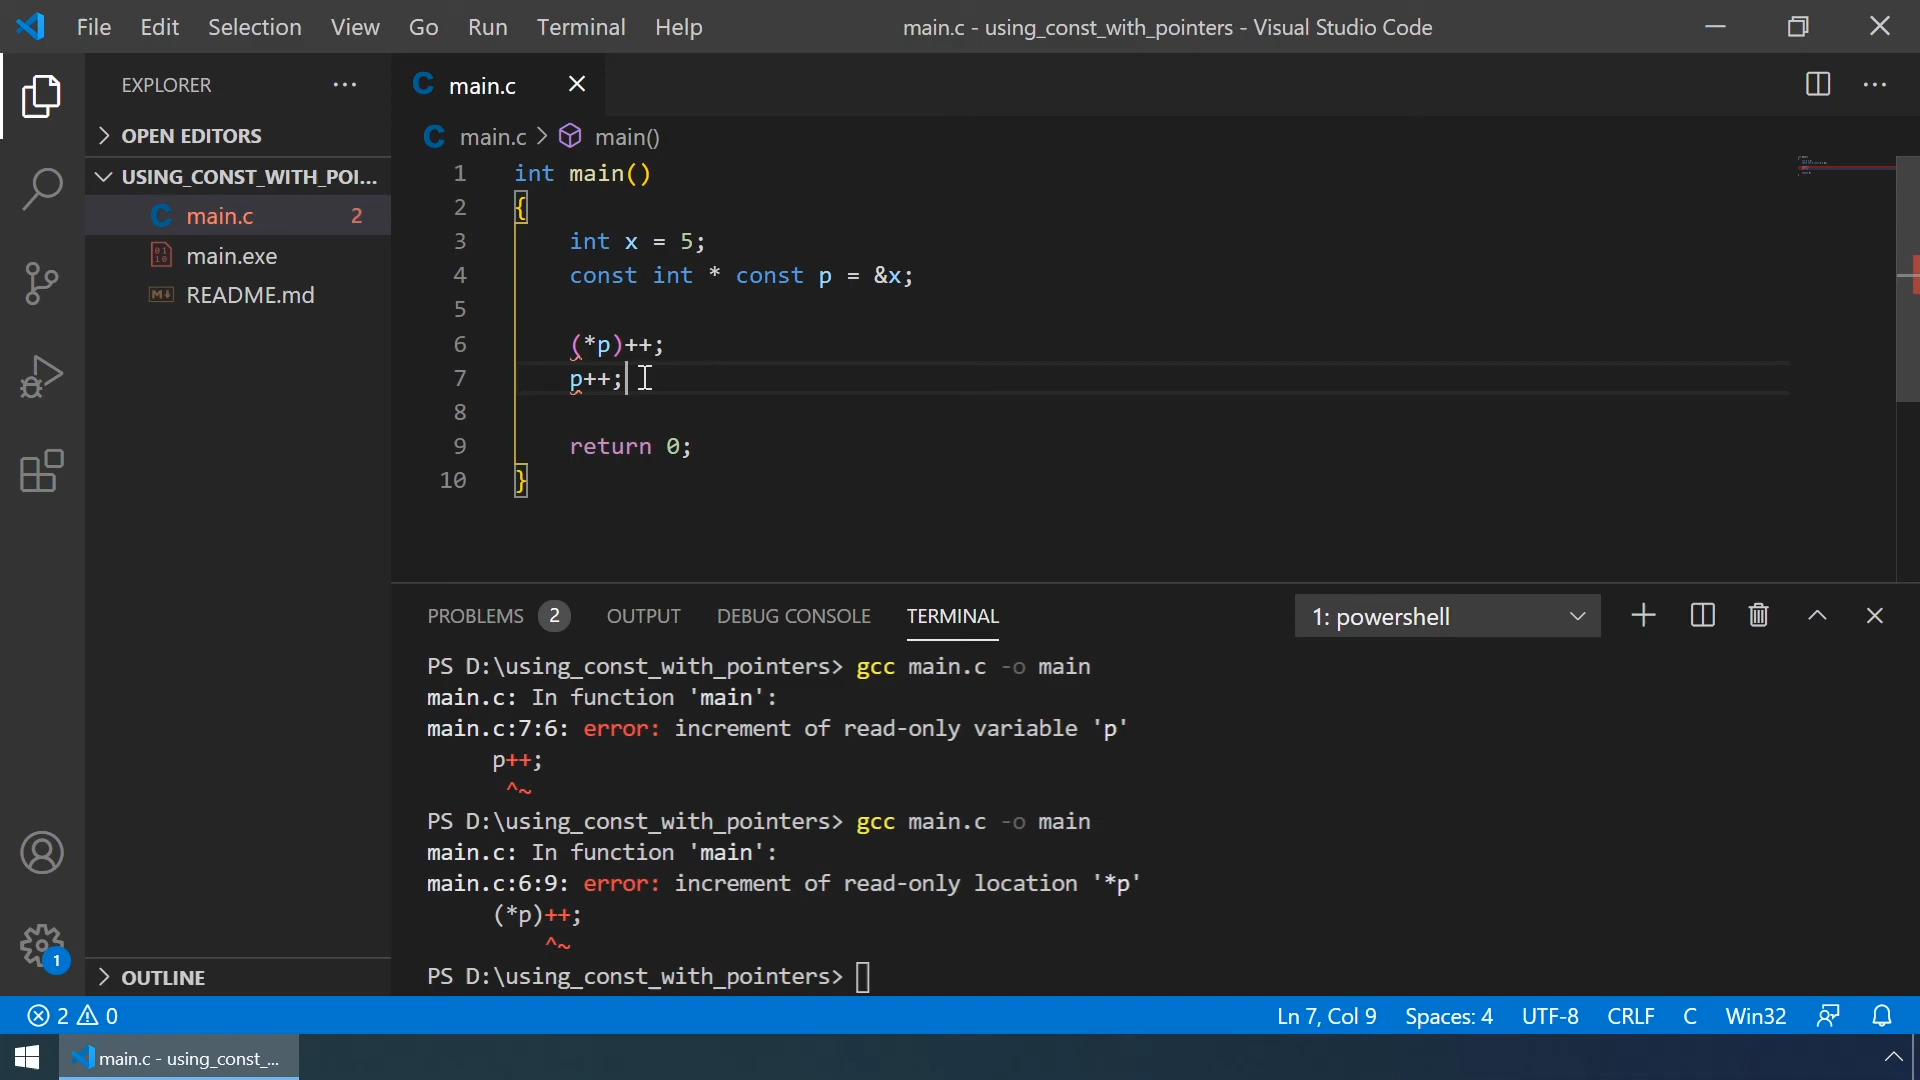 File Edit Selection View Go Run Terminal Help
main.c - using_const_with_pointers - Visual Studio Code
EXPLORER
OPEN EDITORS
USING_CONST_WITH_POI...
main.c 2
main.exe
README.md
OUTLINE
main.c
main.c > main()
1 int main()
2 {
3 int x = 5;
4 const int * const p = &x;
5
6 (*p)++;
7 p++;
8
9 return 0;
10 }
PROBLEMS 2 OUTPUT DEBUG CONSOLE TERMINAL
1: powershell
PS D:\using_const_with_pointers> gcc main.c -o main
main.c: In function 'main':
main.c:7:6: error: increment of read-only variable 'p'
p++;
^~
PS D:\using_const_with_pointers> gcc main.c -o main
main.c: In function 'main':
main.c:6:9: error: increment of read-only location '*p'
(*p)++;
^~
PS D:\using_const_with_pointers>
1
2 0
Ln 7, Col 9 Spaces: 4 UTF-8 CRLF C Win32
main.c - using_const_...